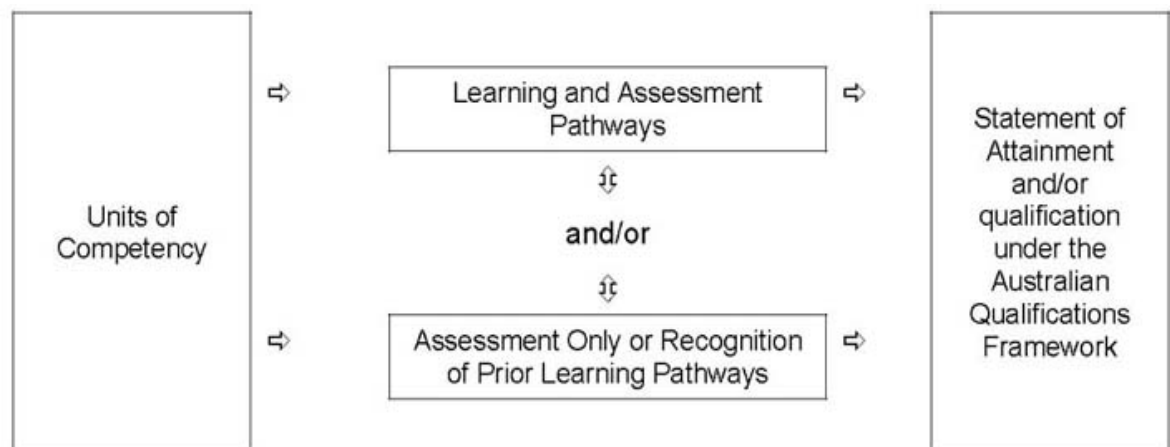 Units of
Competency
Learning and Assessment
Pathways
and/or
Assessment Only or Recognition
of Prior Learning Pathways
Statement of
Attainment
and/or
qualification
under the
Australian
Qualifications
Framework